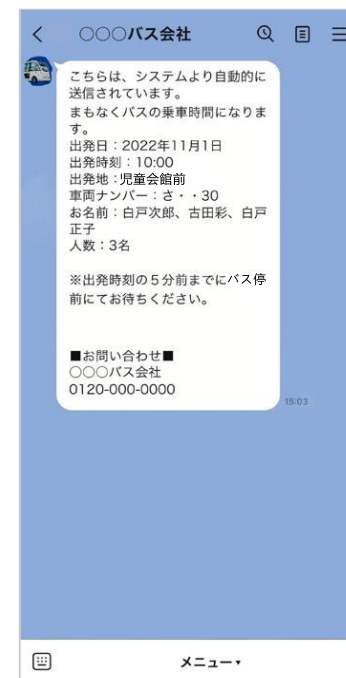 ○○○バス会社
こちらは、システムより自動的に
送信されています。
まもなくバスの乗車時間になりま
す。
出発日：2022年11月1日
出発時刻：10:00
出発地：児童会館前
車両ナンバー：さ・・30
お名前：白戸次郎、古田彩、白戸
正子
人数：3名
※出発時刻の５分前までにバス停
前にてお待ちください。
■お問い合わせ■
○○○バス会社
0120-000-0000
15:03
メニュー▼